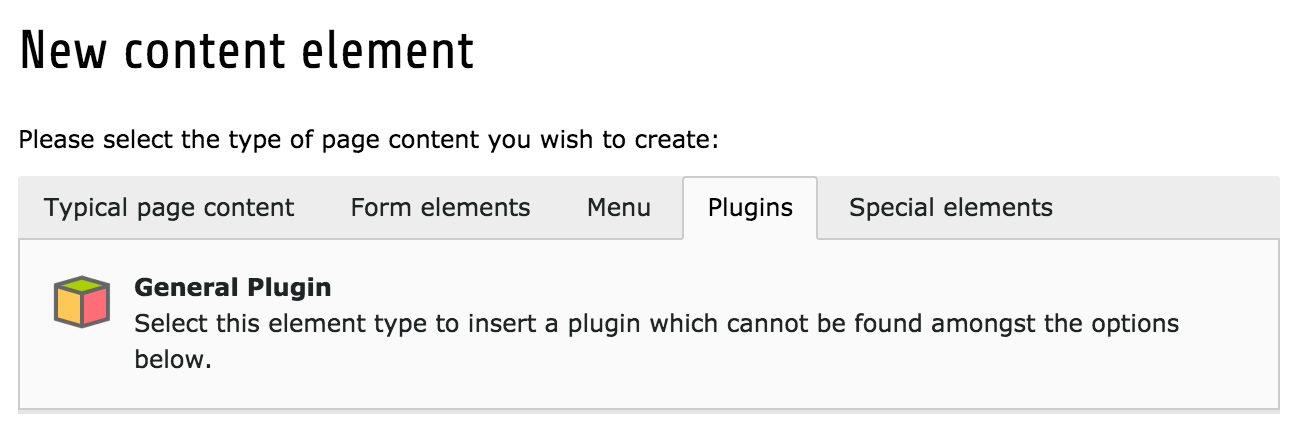 New content element
Please select the type of page content you wish to create:
Typical page content Form elements Menu Plugins Special elements
General Plugin
Select this element type to insert a plugin which cannot be found amongst the options
below.